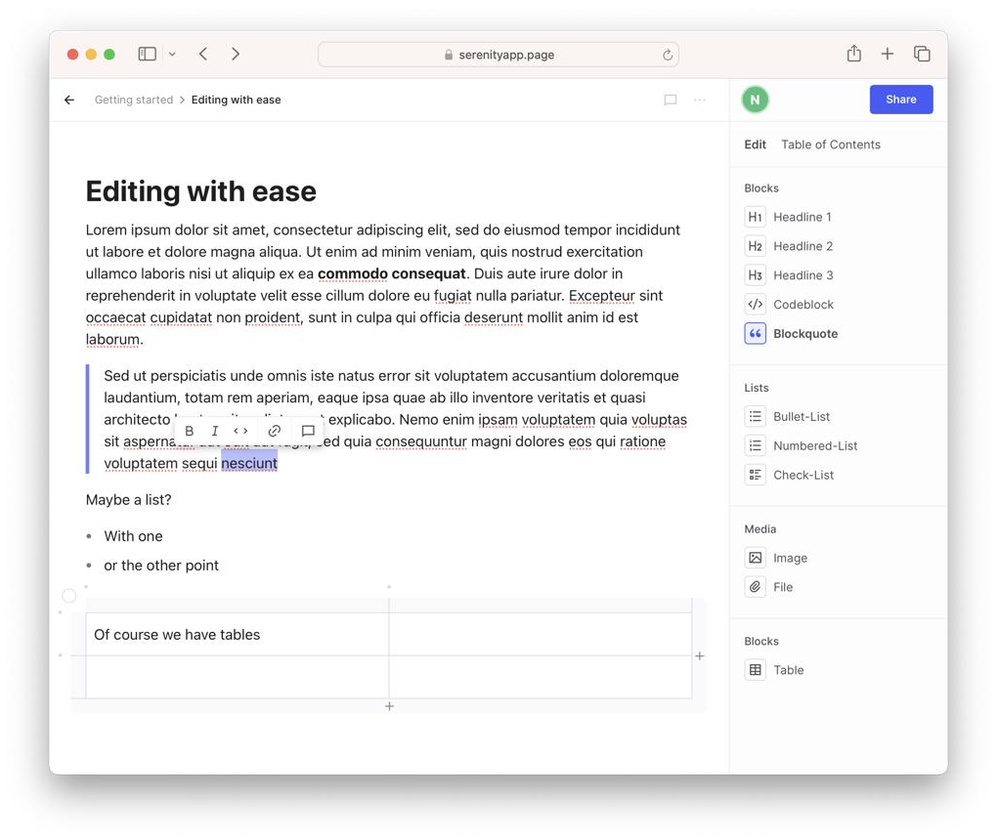 serenityapp.page
Getting started > Editing with ease
N
Share
Edit Table of Contents
Editing with ease
Lorem ipsum dolor sit amet, consectetur adipiscing elit, sed do eiusmod tempor incididunt
ut labore et dolore magna aliqua. Ut enim ad minim veniam, quis nostrud exercitation
ullamco laboris nisi ut aliquip ex ea commodo consequat. Duis aute irure dolor in
reprehenderit in voluptate velit esse cillum dolore eu fugiat nulla pariatur. Excepteur sint
occaecat cupidatat non proident, sunt in culpa qui officia deserunt mollit anim id est
laborum.
Sed ut perspiciatis unde omnis iste natus error sit voluptatem accusantium doloremque
laudantium, totam rem aperiam, eaque ipsa quae ab illo inventore veritatis et quasi
architecto explicabo. Nemo enim ipsam voluptatem quia voluptas
B I <>
sit sed quia consequuntur magni dolores eos qui ratione
voluptatem sequi nesciunt
Maybe a list?
• With one
• or the other point
Of course we have tables
+
+
Blocks
H1 Headline 1
H2 Headline 2
H3 Headline 3
</> Codeblock
“ Blockquote
Lists
Bullet-List
Numbered-List
Check-List
Media
Image
File
Blocks
Table